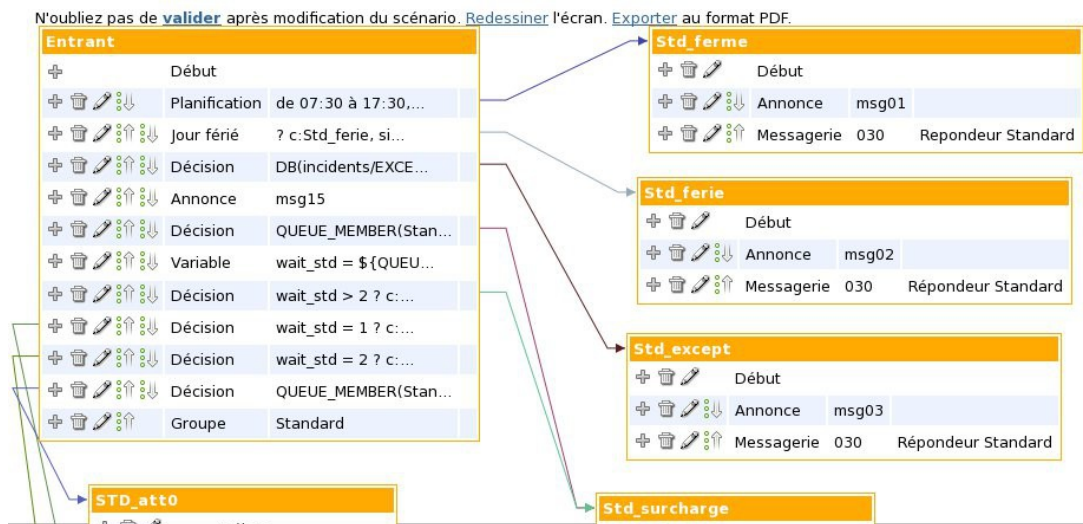 N'oubliez pas de valider après modification du scénario. Redessiner l'écran. Exporter au format PDF.
Entrant
Début
Planification de 07:30 à 17:30,...
Jour férié ? c:Std_ferie, si...
Décision DB(incidents/EXCE...
Annonce msg15
Décision QUEUE_MEMBER(Stan...
Variable wait_std = ${QUEU...
Décision wait_std > 2 ? c:...
Décision wait_std = 1 ? c:...
Décision wait_std = 2 ? c:...
Décision QUEUE_MEMBER(Stan...
Groupe Standard
Std_ferme
Début
Annonce msg01
Messagerie 030 Repondeur Standard
Std_ferie
Début
Annonce msg02
Messagerie 030 Répondeur Standard
Std_except
Début
Annonce msg03
Messagerie 030 Répondeur Standard
STD_att0
Std_surcharge